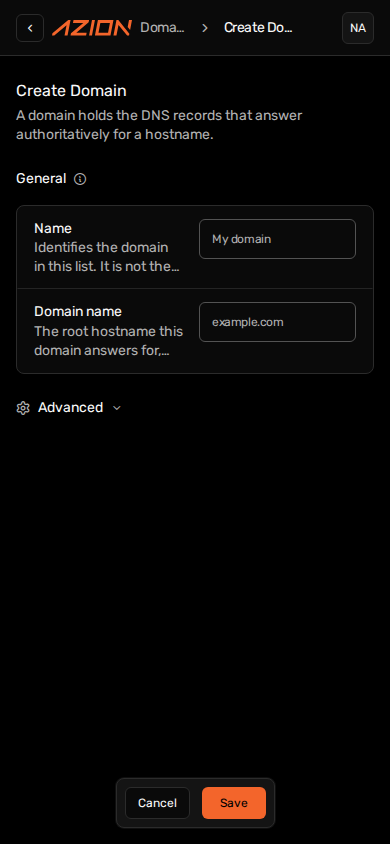 AZION Doma... Create Do... NA
Create Domain
A domain holds the DNS records that answer
authoritatively for a hostname.
General
Name
Identifies the domain
in this list. It is not the...
My domain
Domain name
The root hostname this
domain answers for,...
example.com
Advanced
Cancel Save